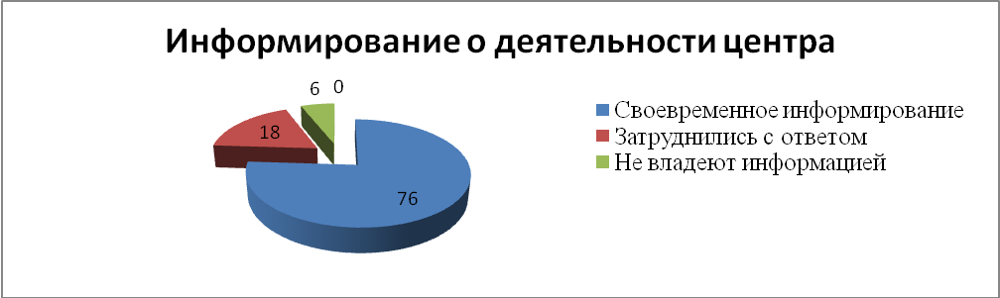 Информирование о деятельности центра
6 0
18
76
Своевременное информирование
Затруднились с ответом
Не владеют информацией